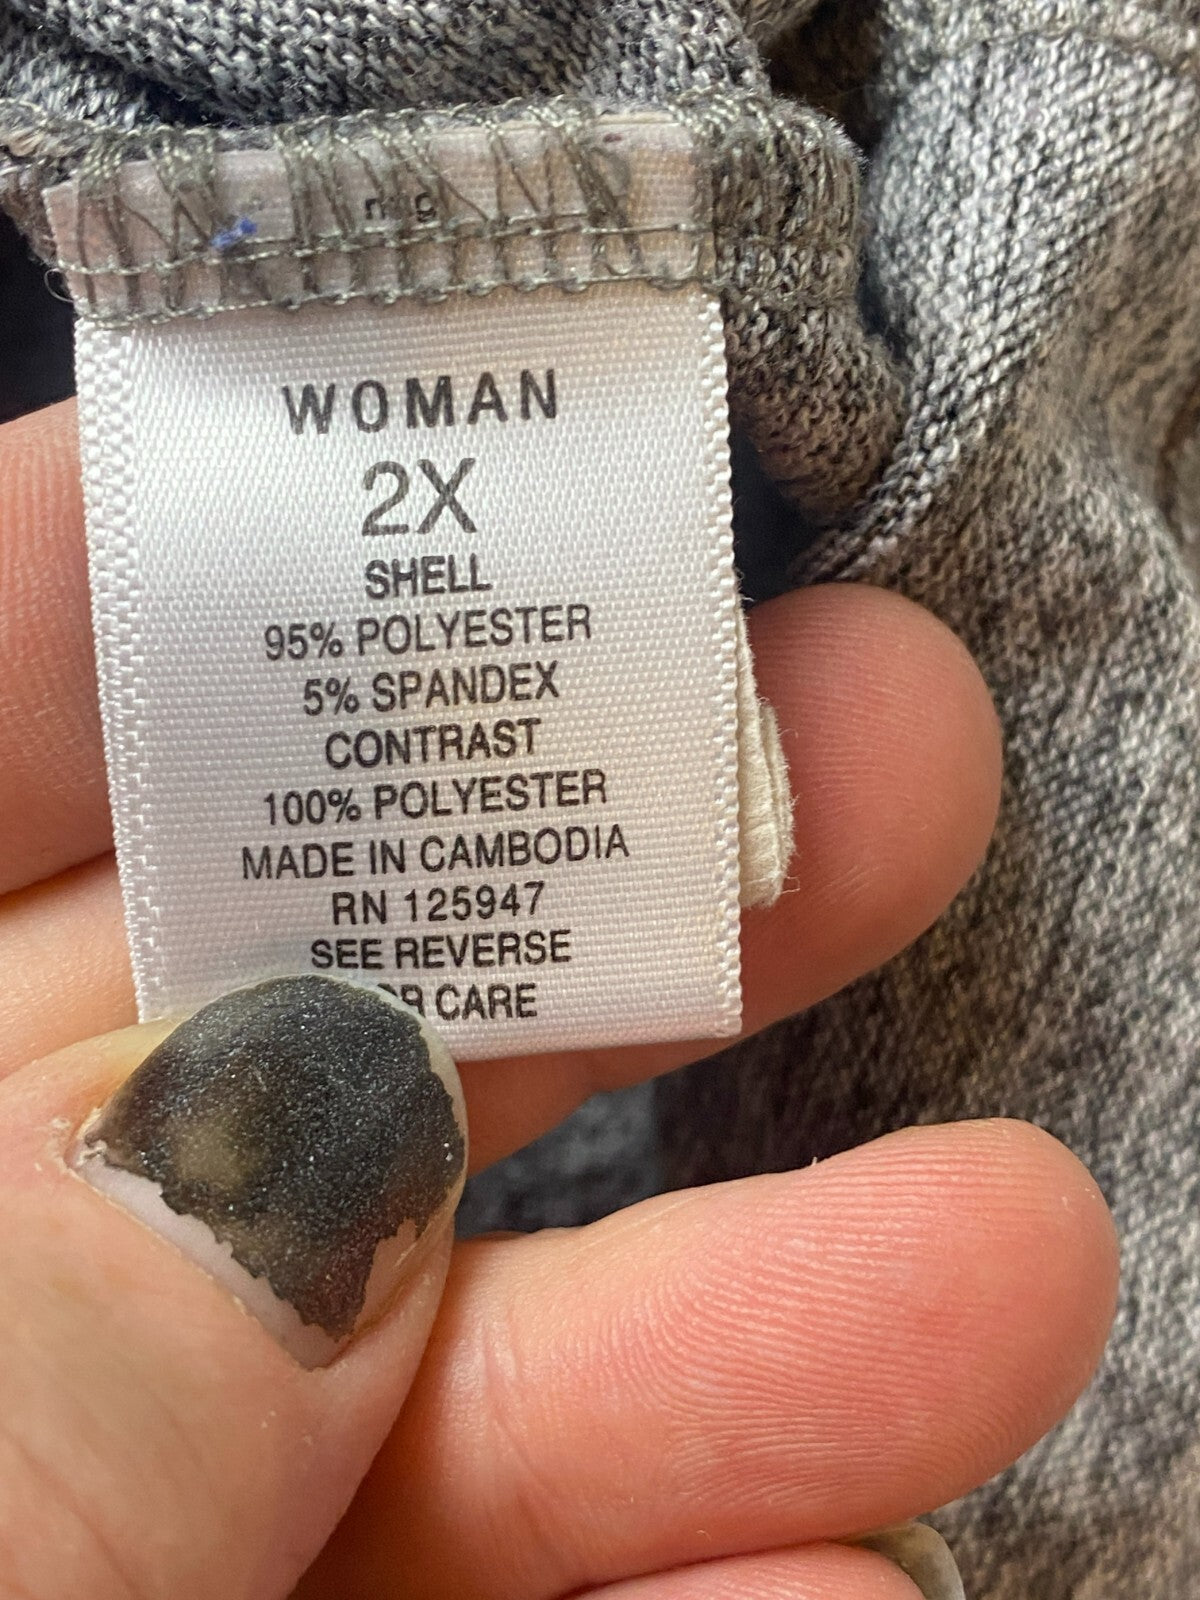 WOMAN
2X
SHELL
95% POLYESTER
5% SPANDEX
CONTRAST
100% POLYESTER
MADE IN CAMBODIA
RN 125947
SEE REVERSE
CARE